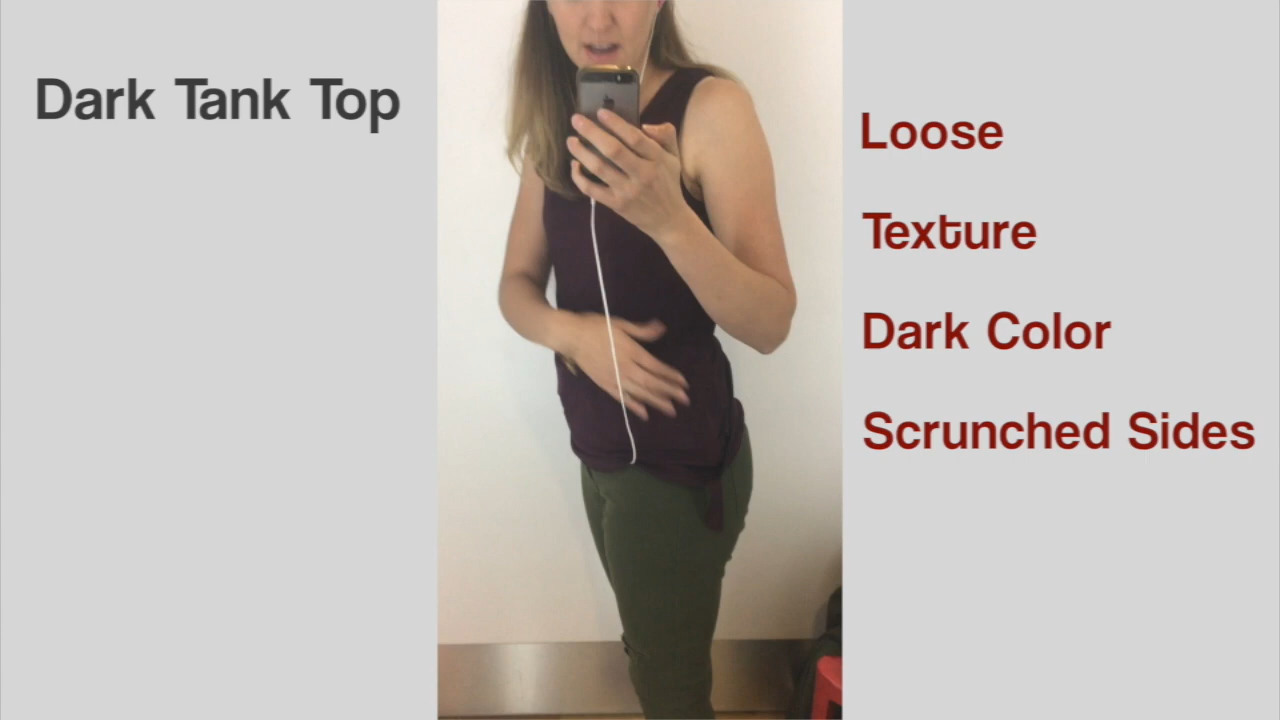 Dark Tank Top
Loose
Texture
Dark Color
Scrunched Sides